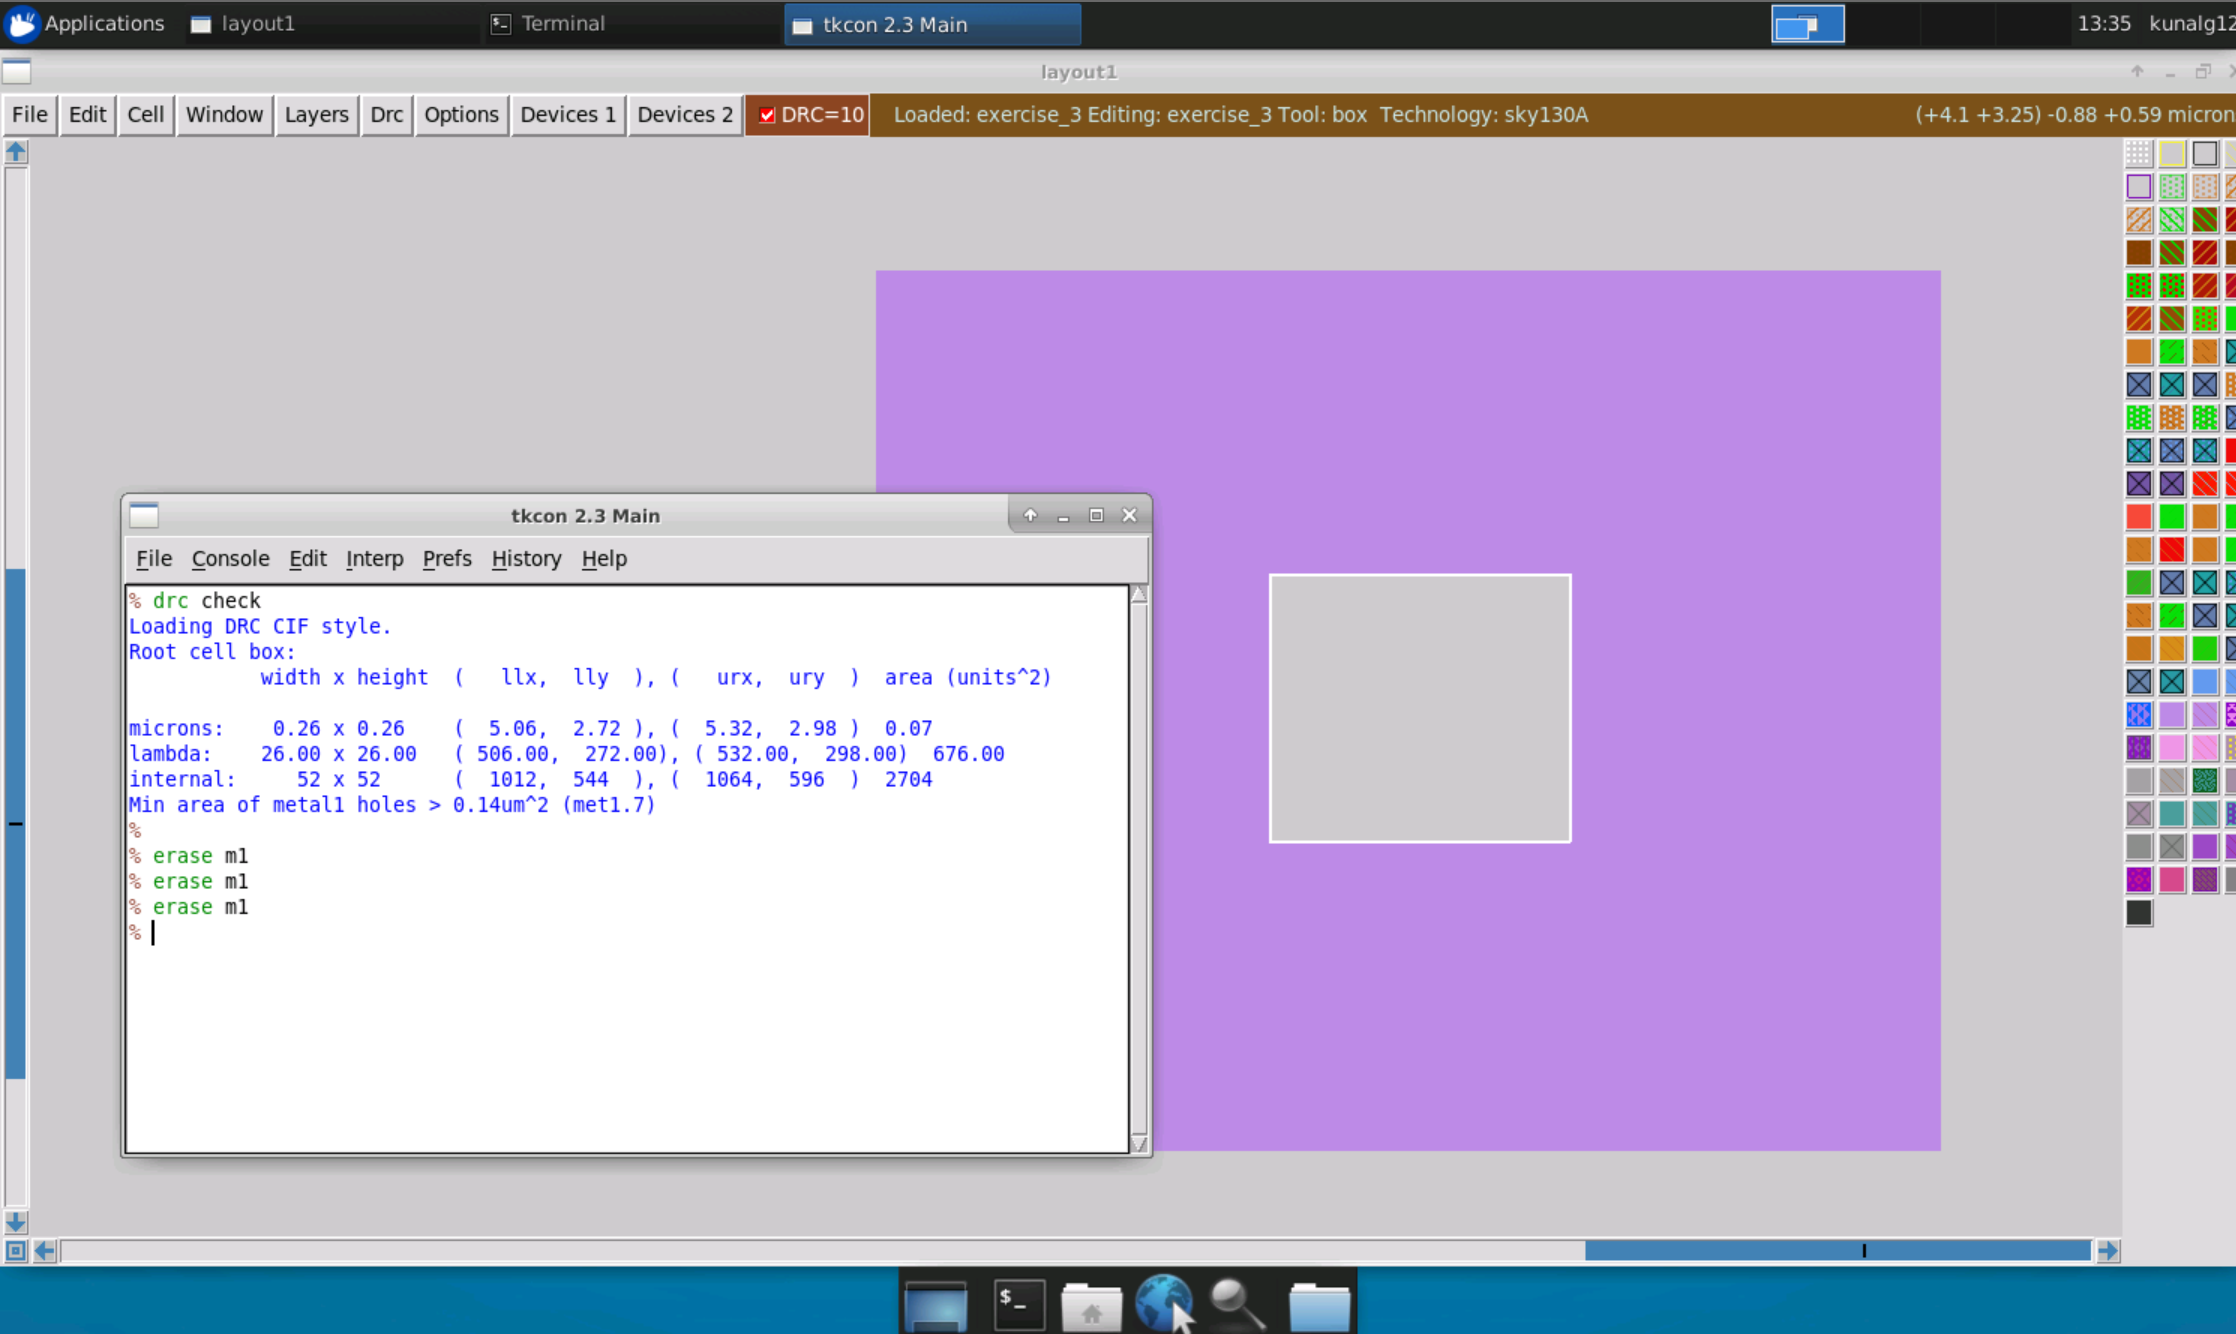 Applications layout1 Terminal tkcon 2.3 Main 13:35 kunalg12
layout1
File Edit Cell Window Layers Drc Options Devices 1 Devices 2 DRC=10 Loaded: exercise_3 Editing: exercise_3 Tool: box Technology: sky130A (+4.1 +3.25) -0.88 +0.59 micron
tkcon 2.3 Main
File Console Edit Interp Prefs History Help
% drc check
Loading DRC CIF style.
Root cell box:
width x height ( llx, lly ), ( urx, ury ) area (units^2)
microns: 0.26 x 0.26 ( 5.06, 2.72 ), ( 5.32, 2.98 ) 0.07
lambda: 26.00 x 26.00 ( 506.00, 272.00), ( 532.00, 298.00) 676.00
internal: 52 x 52 ( 1012, 544 ), ( 1064, 596 ) 2704
Min area of metal1 holes > 0.14um^2 (met1.7)
%
% erase m1
% erase m1
% erase m1
%
$_